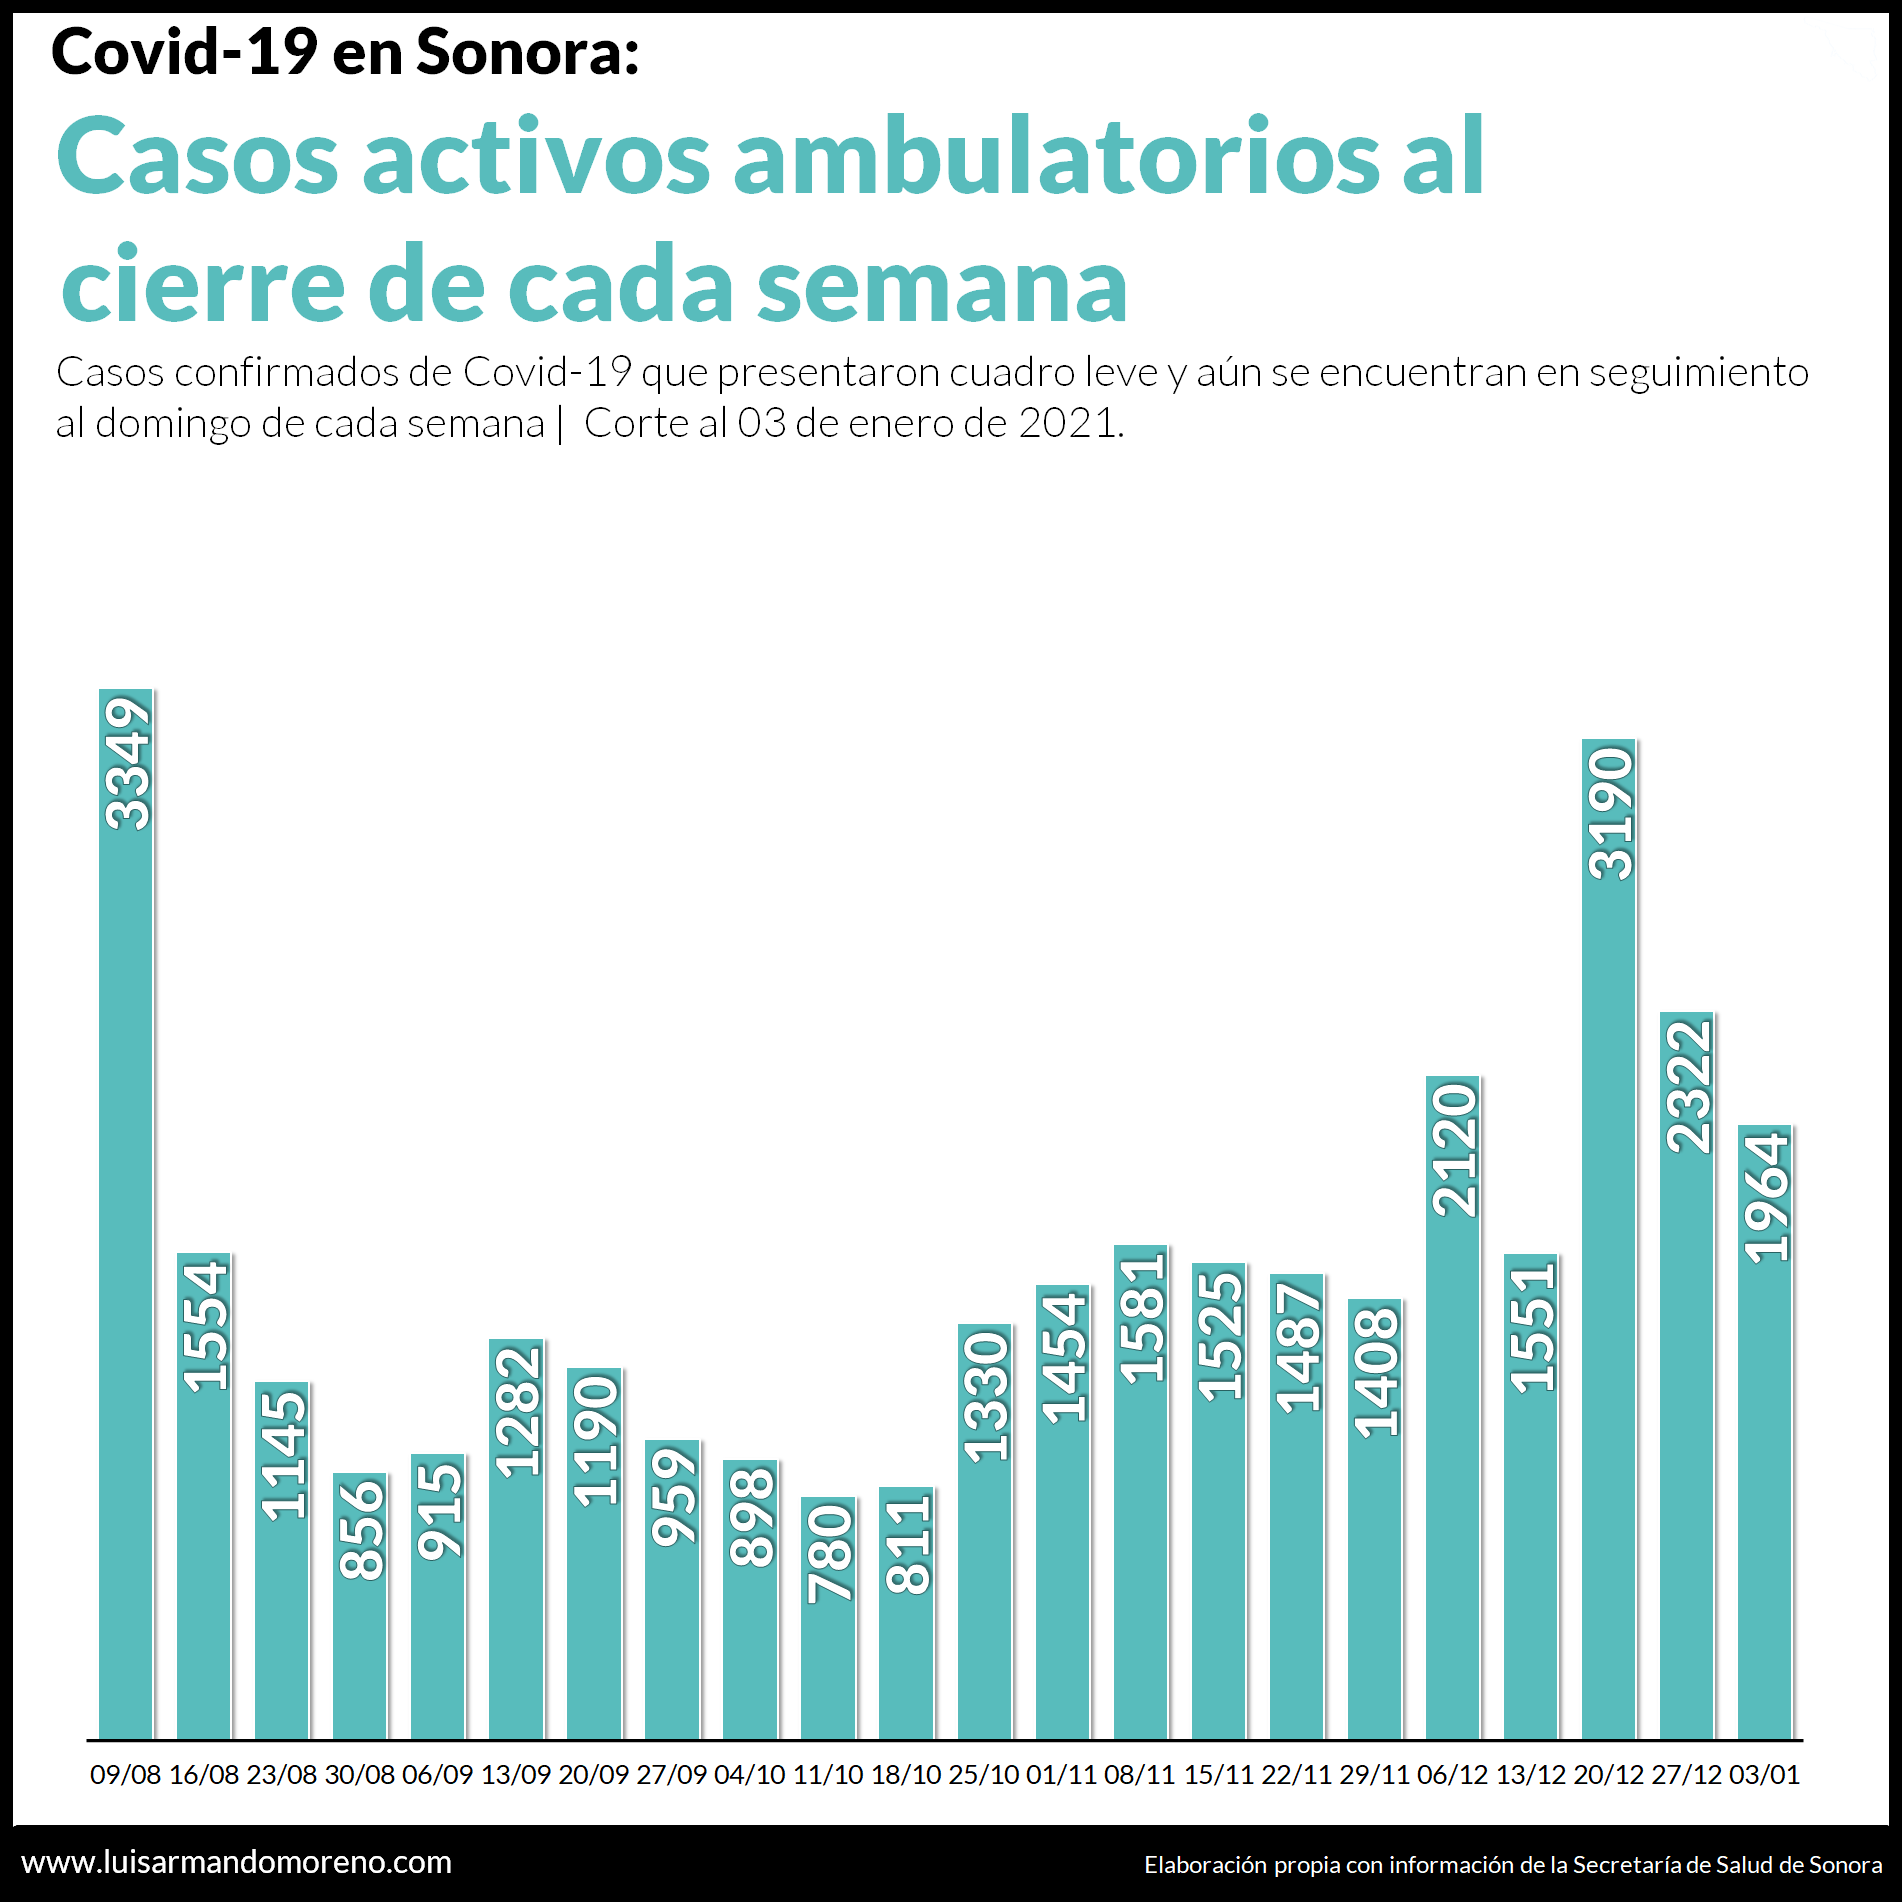 Covid-19 en Sonora:
Casos activos ambulatorios al
cierre de cada semana
Casos confirmados de Covid-19 que presentaron cuadro leve y aún se encuentran en seguimiento
al domingo de cada semana | Corte al 03 de enero de 2021.
3349
1554
1145
856
915
1282
1190
959
898
780
811
1330
1454
1581
1525
1487
1408
2120
1551
3190
2322
1964
09/08 16/08 23/08 30/08 06/09 13/09 20/09 27/09 04/10 11/10 18/10 25/10 01/11 08/11 15/11 22/11 29/11 06/12 13/12 20/12 27/12 03/01
www.luisarmandomoreno.com
Elaboración propia con información de la Secretaría de Salud de Sonora